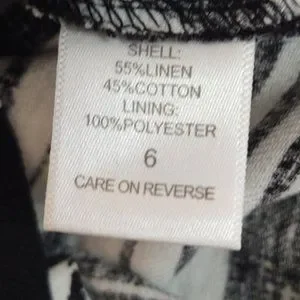 SHELL:
55%LINEN
45%COTTON
LINING:
100%POLYESTER
6
CARE ON REVERSE